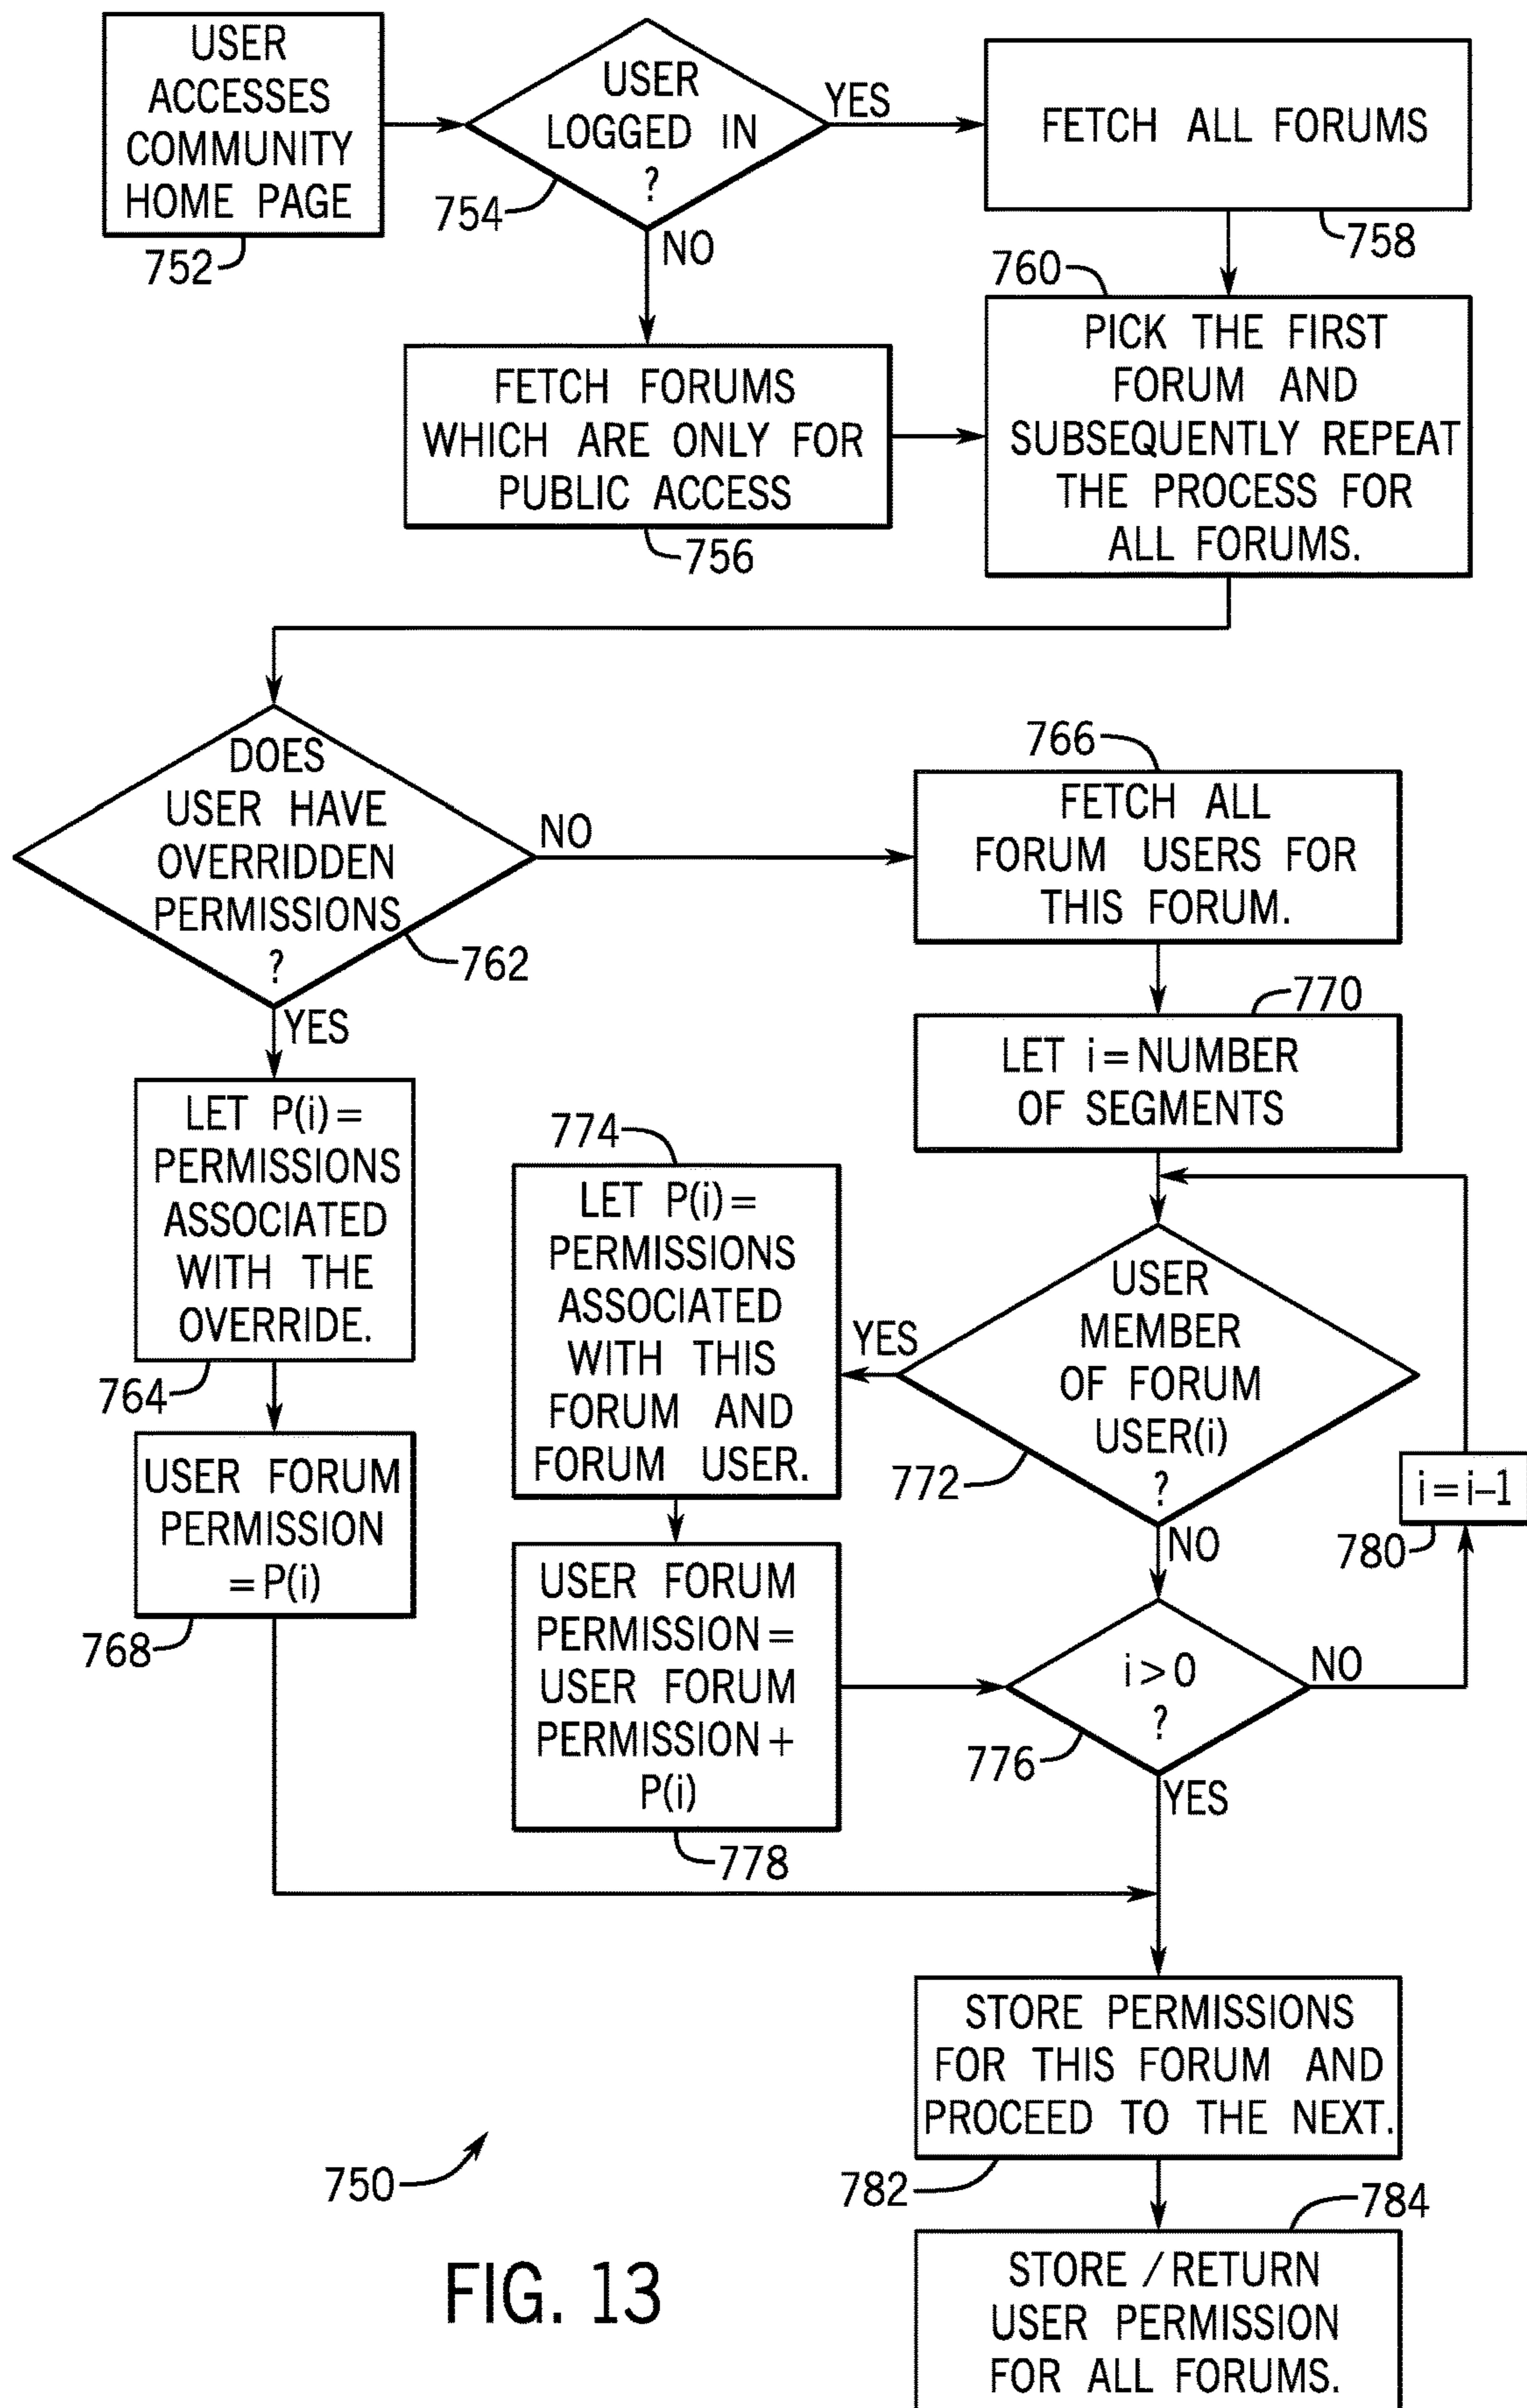 USER
ACCESSES
COMMUNITY
HOME PAGE
752
USER
LOGGED IN
?
754
YES
NO
FETCH ALL FORUMS
758
FETCH FORUMS
WHICH ARE ONLY FOR
PUBLIC ACCESS
756
760
PICK THE FIRST
FORUM AND
SUBSEQUENTLY REPEAT
THE PROCESS FOR
ALL FORUMS.
DOES
USER HAVE
OVERRIDDEN
PERMISSIONS
?
762
NO
YES
766
FETCH ALL
FORUM USERS FOR
THIS FORUM.
770
LET i=NUMBER
OF SEGMENTS
LET P(i)=
PERMISSIONS
ASSOCIATED
WITH THE
OVERRIDE.
764
USER FORUM
PERMISSION
=P(i)
768
774
LET P(i)=
PERMISSIONS
ASSOCIATED
WITH THIS
FORUM AND
FORUM USER.
YES
USER
MEMBER
OF FORUM
USER(i)
?
772
NO
i=i–1
780
USER FORUM
PERMISSION=
USER FORUM
PERMISSION+
P(i)
778
i>0
?
776
NO
YES
STORE PERMISSIONS
FOR THIS FORUM AND
PROCEED TO THE NEXT.
782
784
STORE / RETURN
USER PERMISSION
FOR ALL FORUMS.
750
FIG. 13